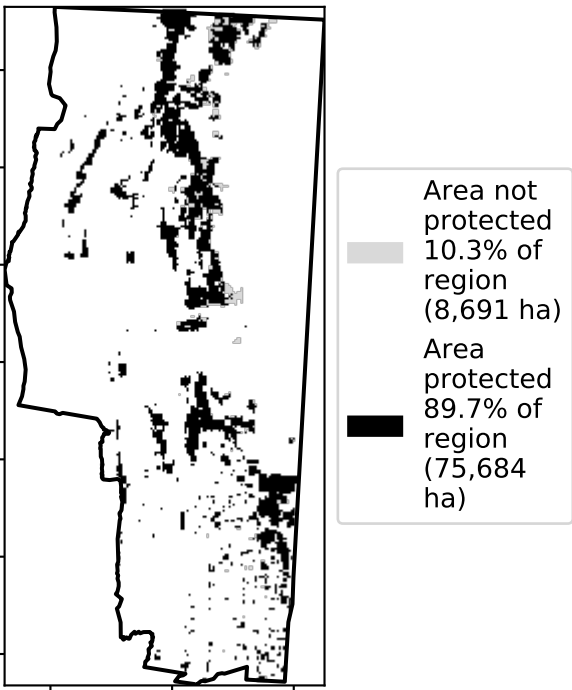 Area not
protected
10.3% of
region
(8,691 ha)
Area
protected
89.7% of
region
(75,684
ha)